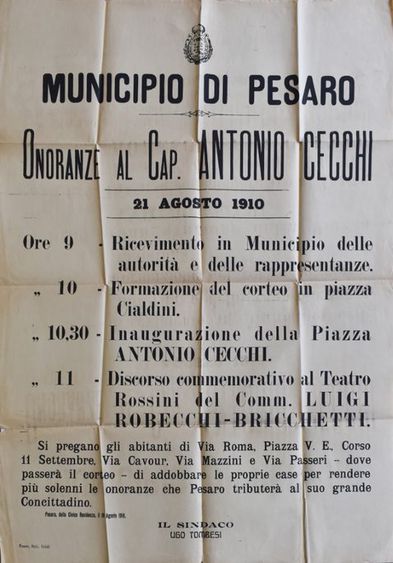 MUNICIPIO DI PESARO
ONORANZE AL CAP. ANTONIO CECCHI
21 AGOSTO 1910
Ore 9 - Ricevimento in Municipio delle
autorità e delle rappresentanze.
„ 10 - Formazione del corteo in piazza
Cialdini.
„ 10,30 - Inaugurazione della Piazza
ANTONIO CECCHI.
„ 11 - Discorso commemorativo al Teatro
Rossini del Comm. LUIGI
ROBECCHI-BRICCHETTI.
Si pregano gli abitanti di Via Roma, Piazza V. E., Corso
11 Settembre, Via Cavour, Via Mazzini e Via Passeri - dove
passerà il corteo - di addobbare le proprie case per rendere
più solenni le onoranze che Pesaro tributerà al suo grande
Concittadino.
Pesaro, dalla Civica Residenza, Agosto 1910.
IL SINDACO
UGO TOMBESI
Pesaro,